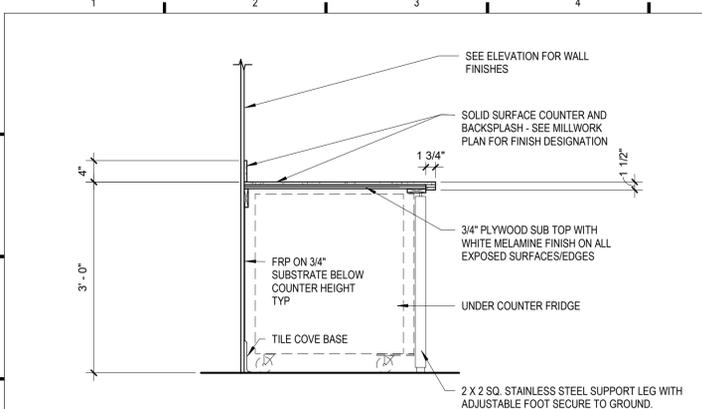 1 2 3 4
SEE ELEVATION FOR WALL
FINISHES
SOLID SURFACE COUNTER AND
BACKSPLASH - SEE MILLWORK
PLAN FOR FINISH DESIGNATION
1 3/4"
4"
1 1/2"
3/4" PLYWOOD SUB TOP WITH
WHITE MELAMINE FINISH ON ALL
EXPOSED SURFACES/EDGES
3' - 0"
FRP ON 3/4"
SUBSTRATE BELOW
COUNTER HEIGHT
TYP
UNDER COUNTER FRIDGE
TILE COVE BASE
2 X 2 SQ. STAINLESS STEEL SUPPORT LEG WITH
ADJUSTABLE FOOT SECURE TO GROUND.